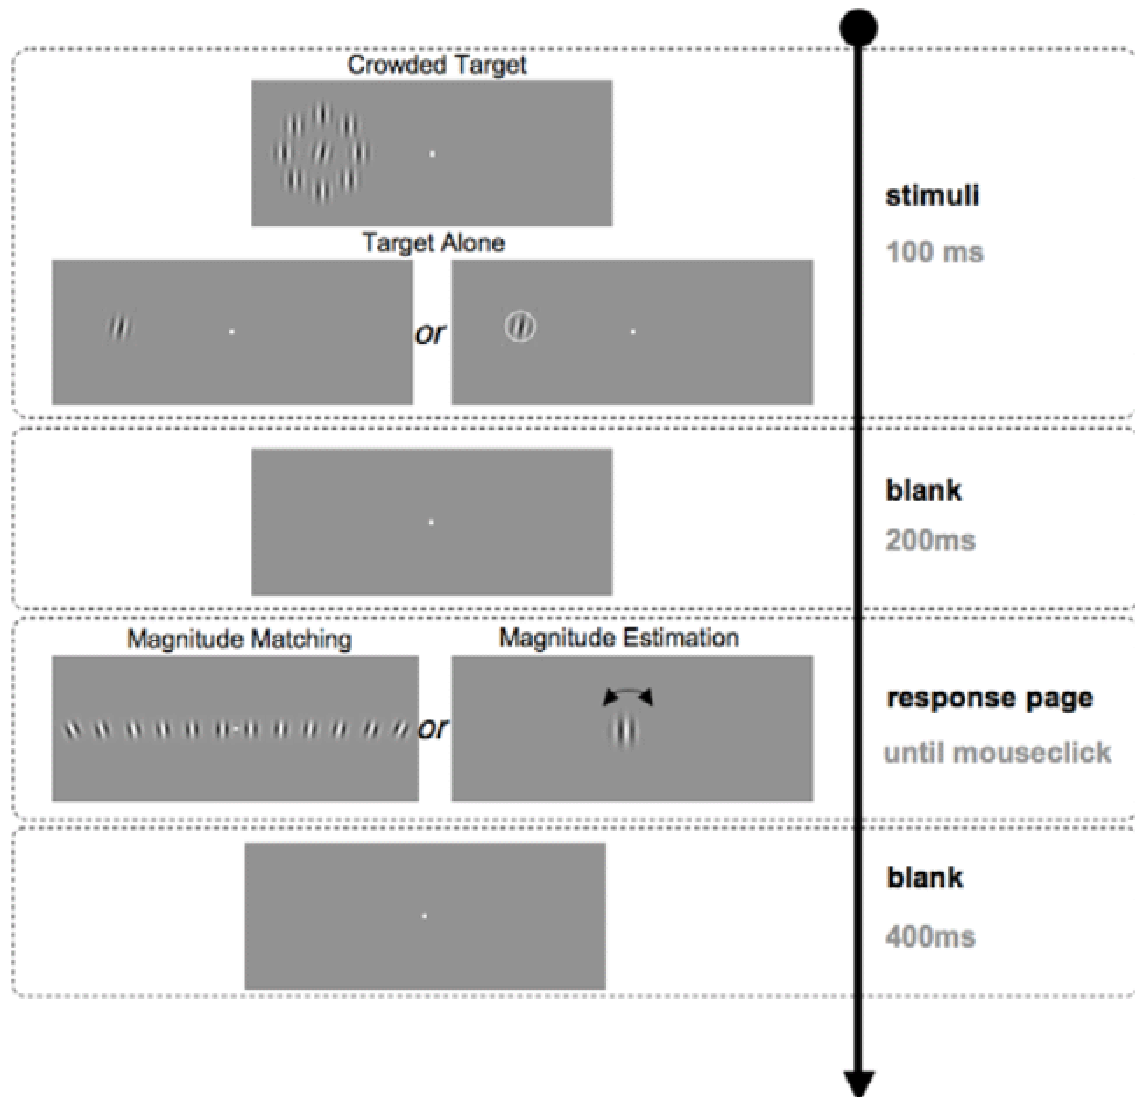 Crowded Target
stimuli
100 ms
Target Alone
or
blank
200ms
Magnitude Matching
Magnitude Estimation
or
response page
until mouseclick
blank
400ms